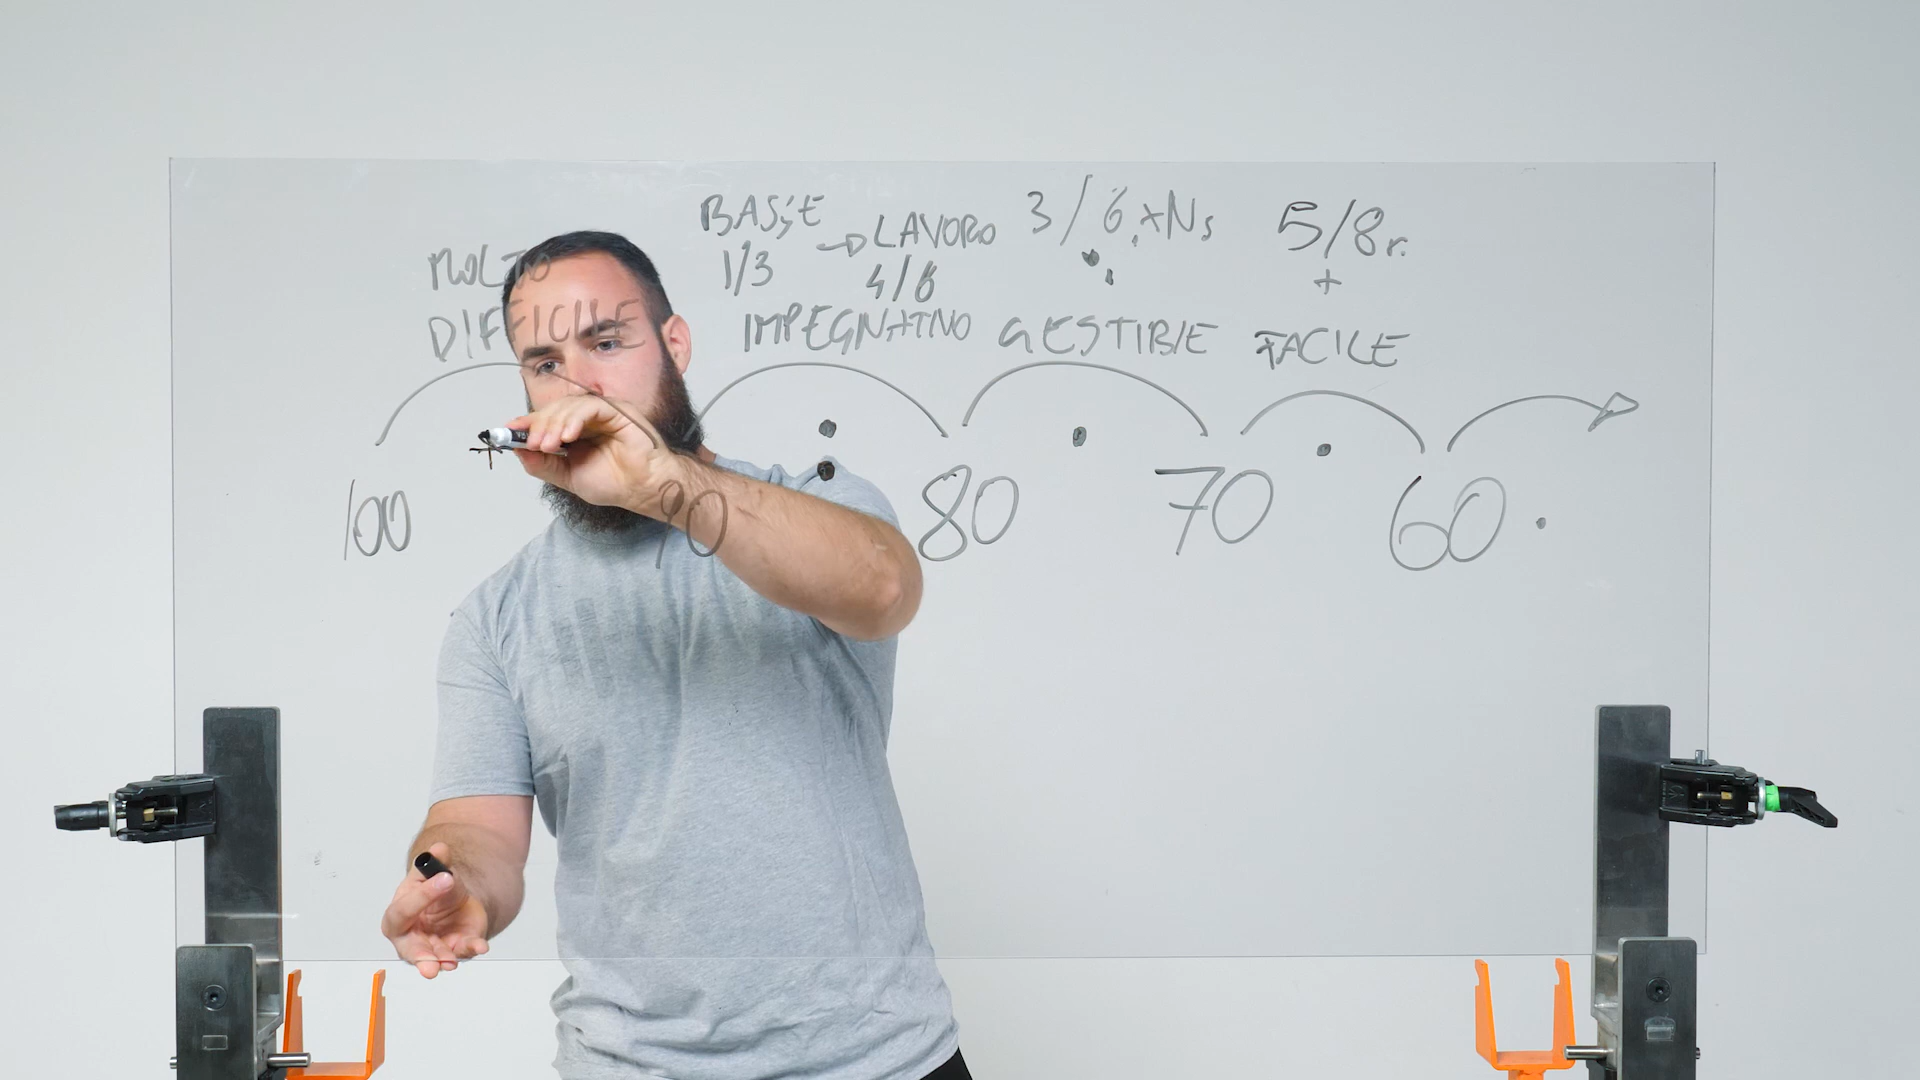 MOLTO
DIFFICILE
BASSE
1/3
→ LAVORO
4/6
IMPEGNATIVO
3/6 × Ns
GESTIBILE
5/8 r.
+
FACILE
100
90
80
70
60